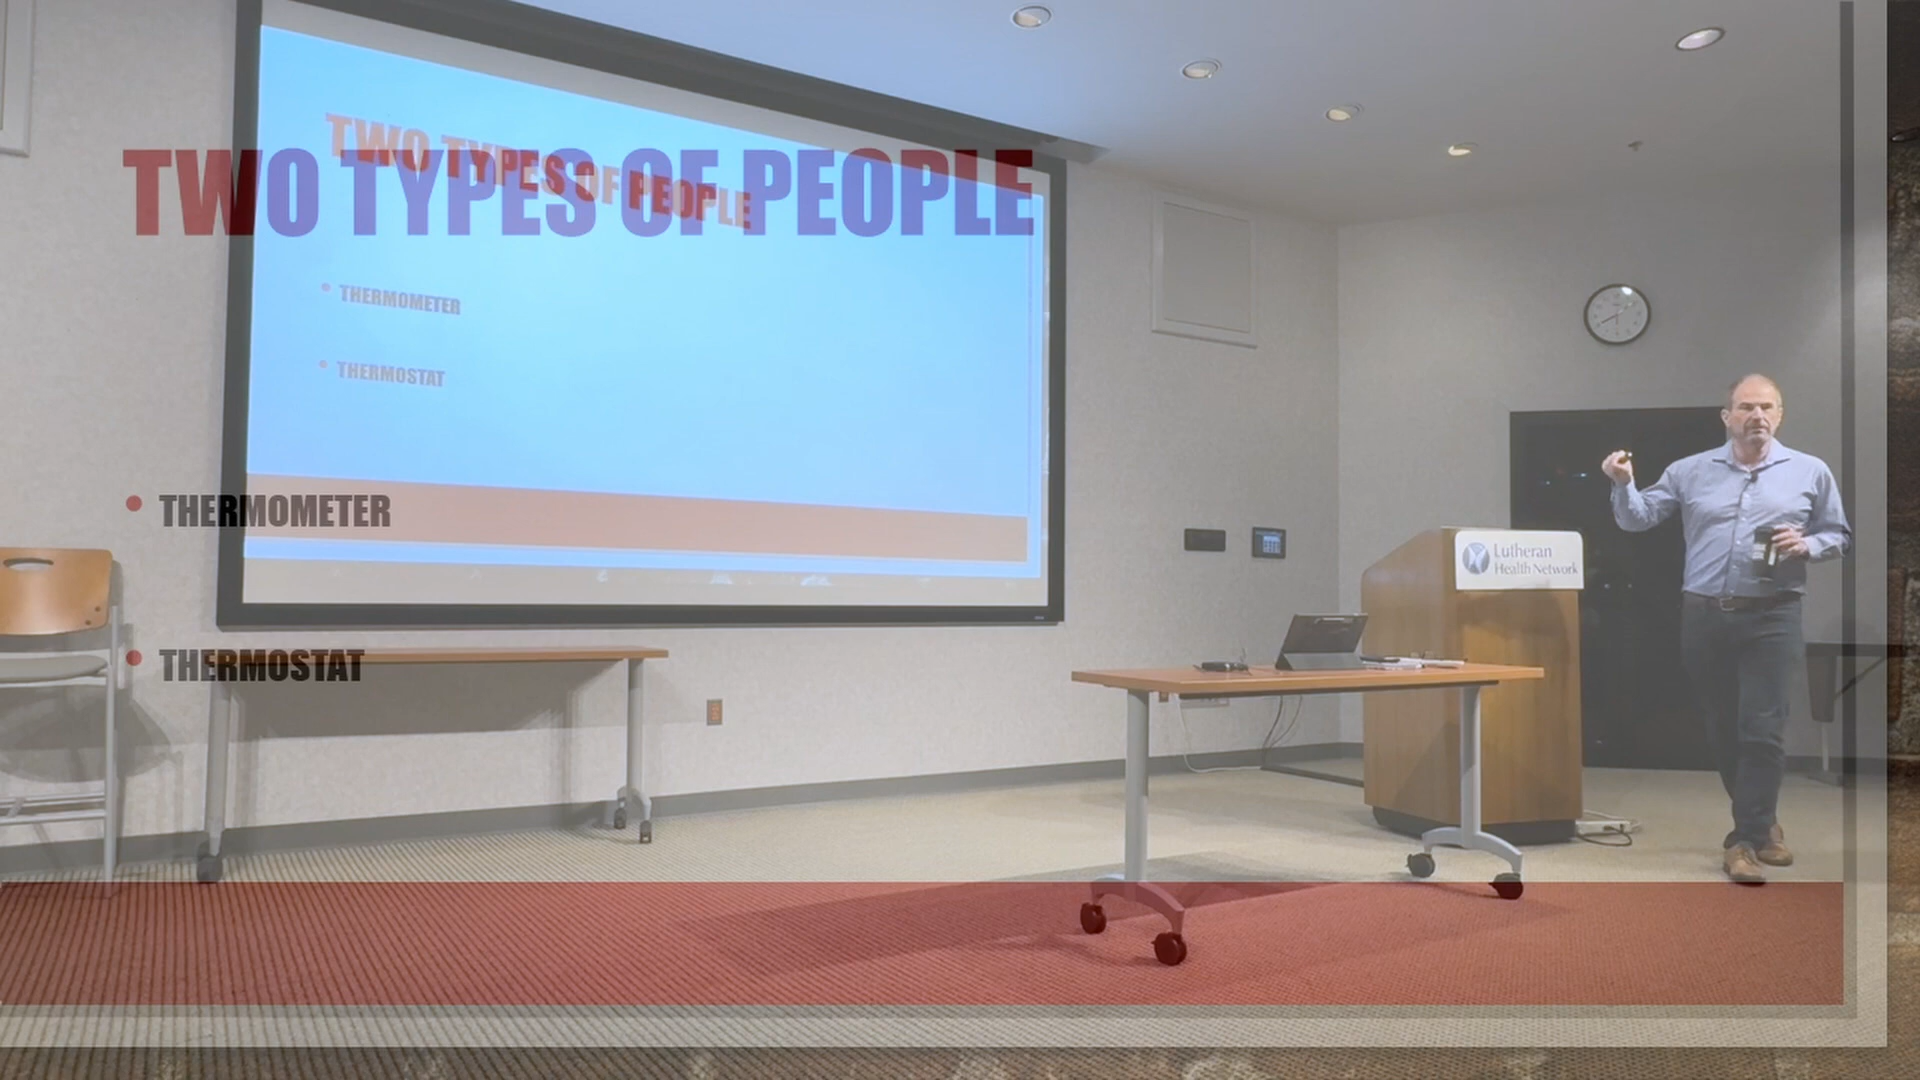 TWO TYPES OF PEOPLE
• THERMOMETER
• THERMOSTAT
TWO TYPES OF PEOPLE
• THERMOMETER
• THERMOSTAT
Lutheran
Health Network